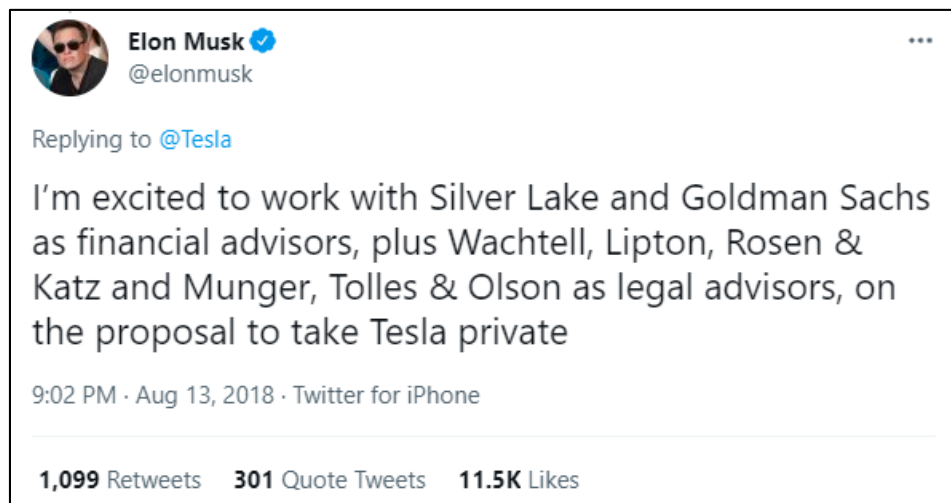 Elon Musk
@elonmusk
Replying to @Tesla
I’m excited to work with Silver Lake and Goldman Sachs
as financial advisors, plus Wachtell, Lipton, Rosen &
Katz and Munger, Tolles & Olson as legal advisors, on
the proposal to take Tesla private
9:02 PM · Aug 13, 2018 · Twitter for iPhone
1,099 Retweets 301 Quote Tweets 11.5K Likes